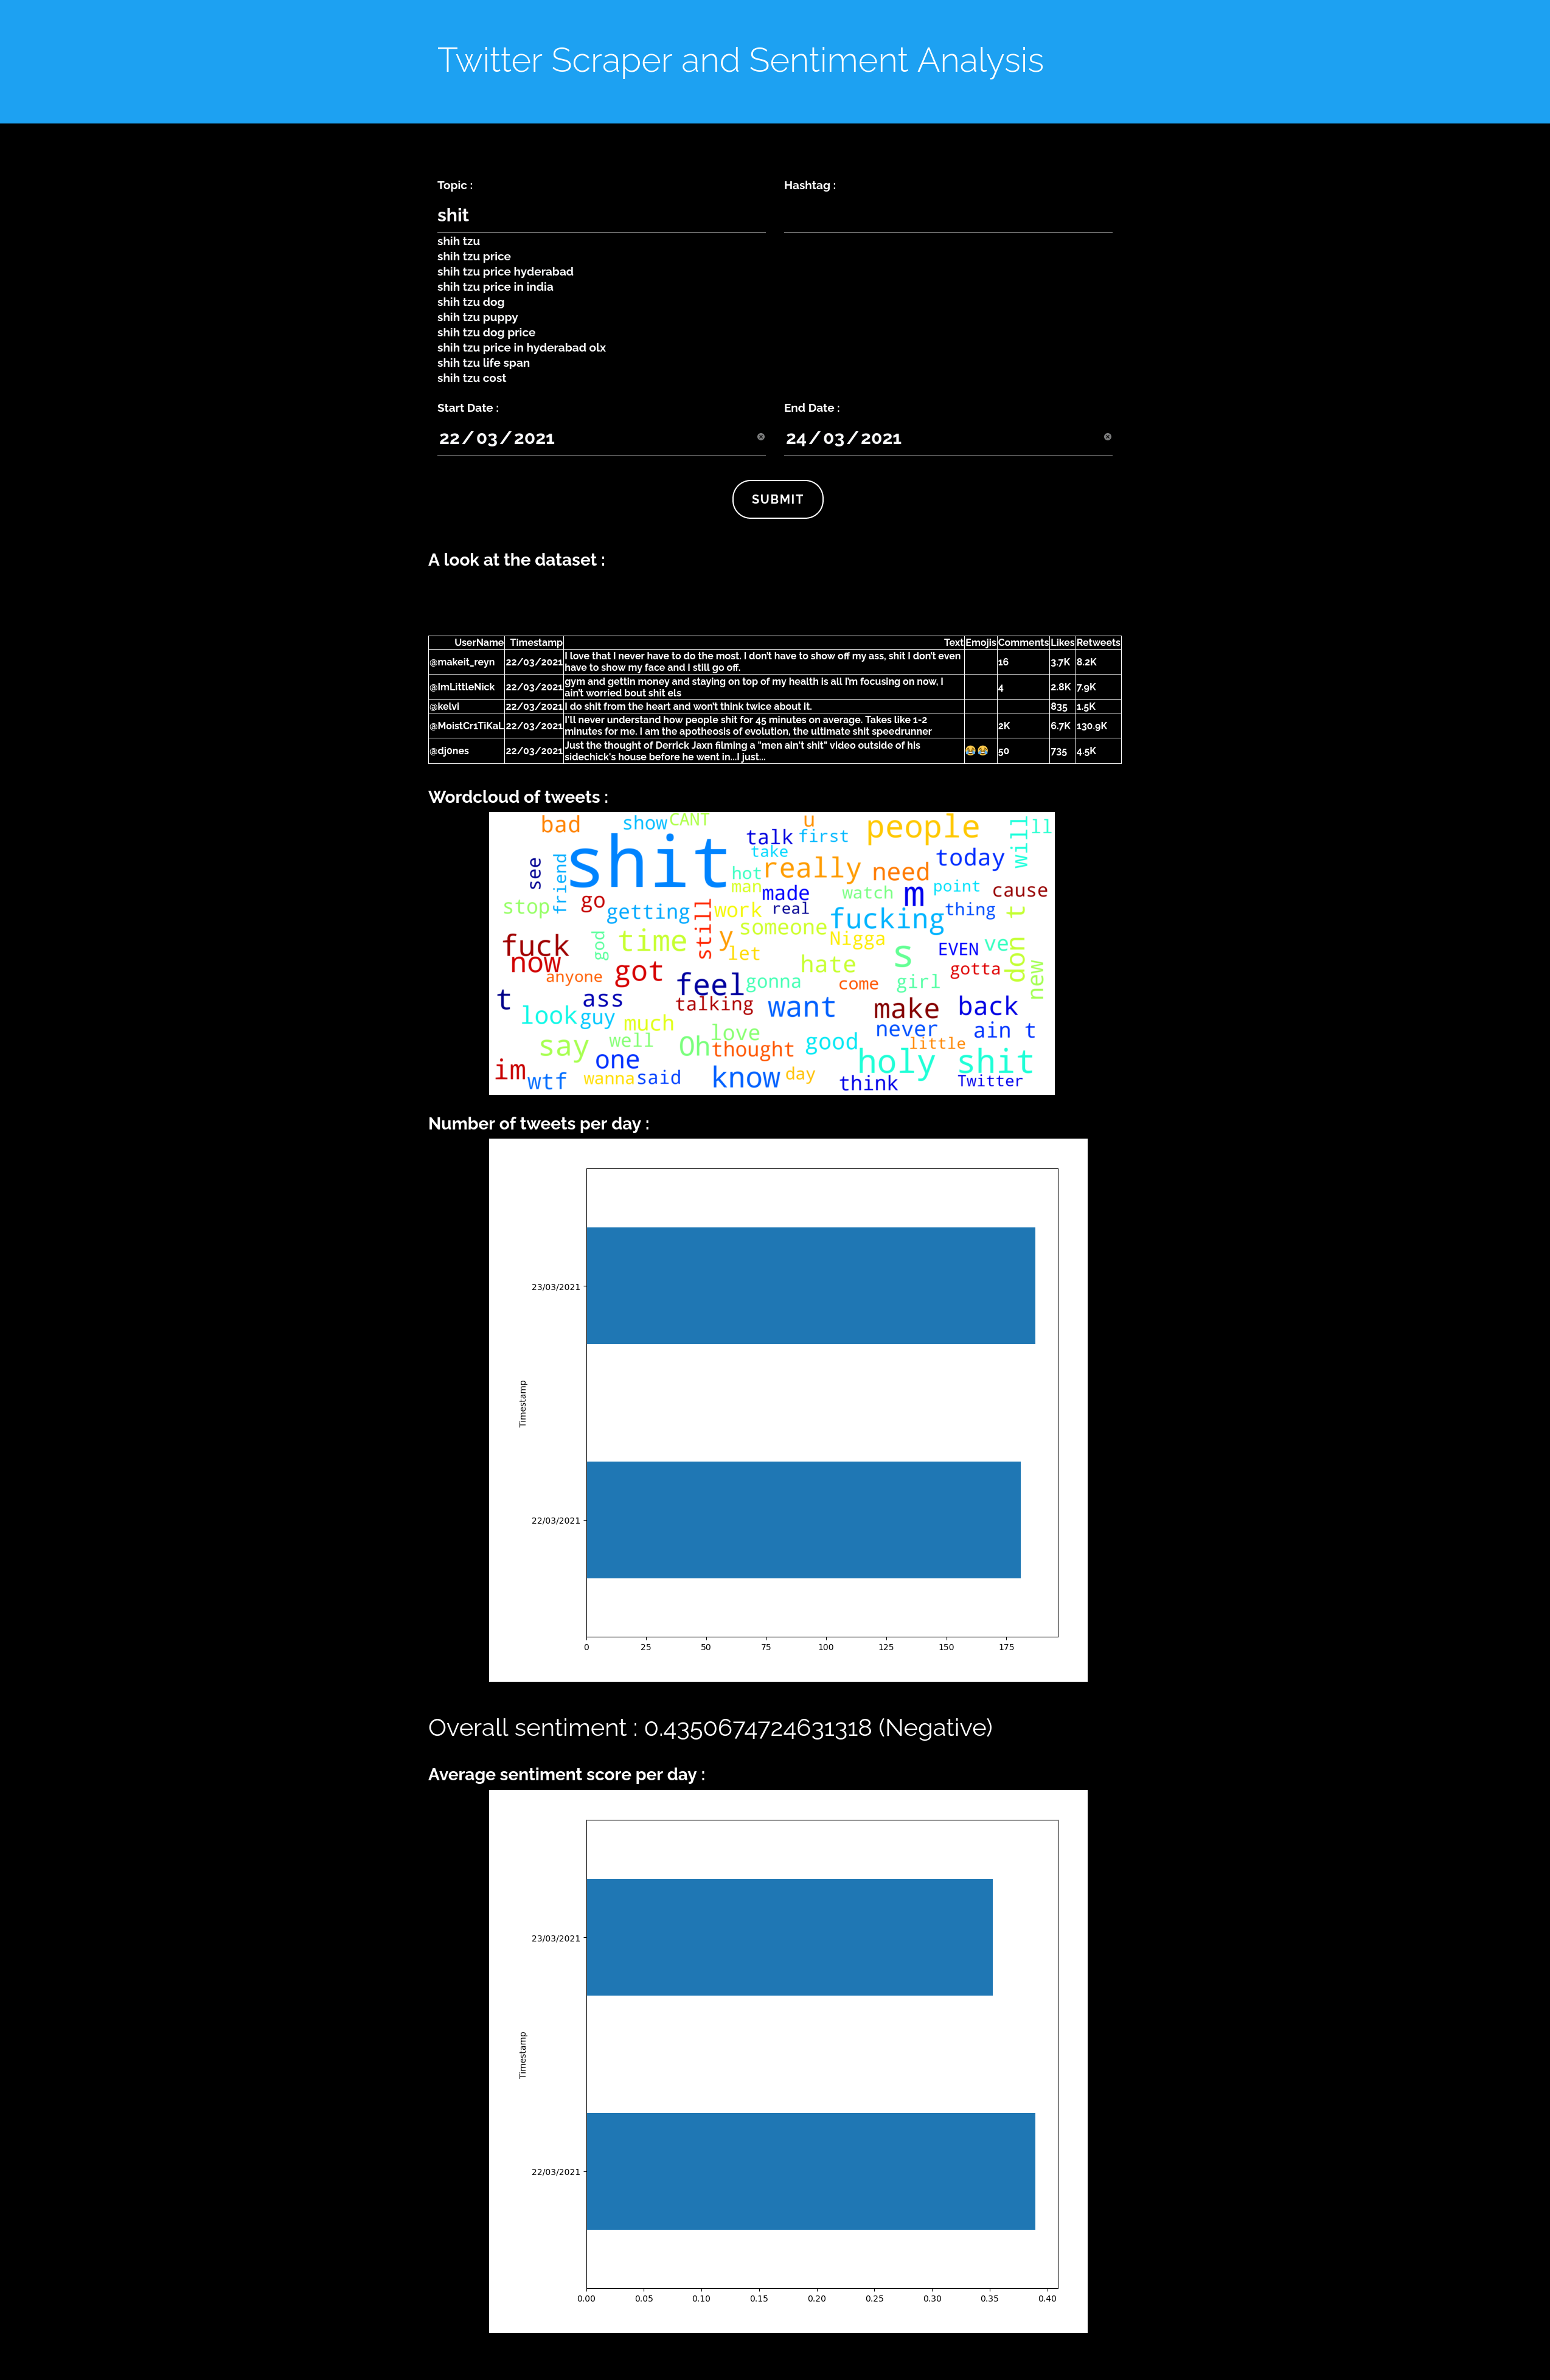 Twitter Scraper and Sentiment Analysis
Topic :
Hashtag :
shit
shih tzu
shih tzu price
shih tzu price hyderabad
shih tzu price in india
shih tzu dog
shih tzu puppy
shih tzu dog price
shih tzu price in hyderabad olx
shih tzu life span
shih tzu cost
Start Date :
End Date :
22/03/2021
24/03/2021
SUBMIT
A look at the dataset :
UserName Timestamp Text Emojis Comments Likes Retweets
@makeit_reyn 22/03/2021 I love that I never have to do the most. I don't have to show off my ass, shit I don't even
have to show my face and I still go off. 16 3.7K 8.2K
@ImLittleNick 22/03/2021 gym and gettin money and staying on top of my health is all I'm focusing on now, I
ain't worried bout shit els 4 2.8K 7.9K
@kelvi 22/03/2021 I do shit from the heart and won't think twice about it. 835 1.5K
@MoistCr1TiKaL 22/03/2021 I'll never understand how people shit for 45 minutes on average. Takes like 1-2
minutes for me. I am the apotheosis of evolution, the ultimate shit speedrunner 2K 6.7K 130.9K
@dj0nes 22/03/2021 Just the thought of Derrick Jaxn filming a "men ain't shit" video outside of his
sidechick's house before he went in...I just... 😂😂 50 735 4.5K
Wordcloud of tweets :
bad show CANT u people will ll
shit talk first
take today
see friend hot really need
man made watch m point cause
stop go getting still work real fucking thing t
someone
fuck god time y Nigga s EVEN ve don
now let hate
anyone got feel gonna come girl gotta new
t ass talking want make back
look guy much never ain t
say well love good little
one Oh thought holy shit
im wtf wanna said know day think Twitter
Number of tweets per day :
23/03/2021
Timestamp
22/03/2021
0 25 50 75 100 125 150 175
Overall sentiment : 0.4350674724631318 (Negative)
Average sentiment score per day :
23/03/2021
Timestamp
22/03/2021
0.00 0.05 0.10 0.15 0.20 0.25 0.30 0.35 0.40